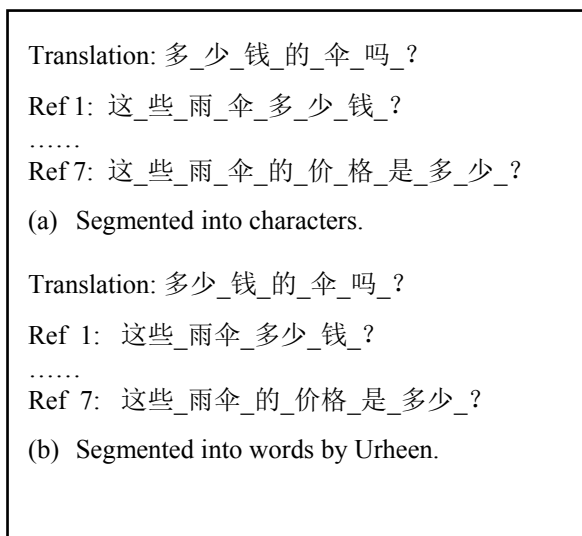 Translation: 多_少_钱_的_伞_吗_？
Ref 1: 这_些_雨_伞_多_少_钱_？
……
Ref 7: 这_些_雨_伞_的_价_格_是_多_少_？
(a) Segmented into characters.
Translation: 多少_钱_的_伞_吗_？
Ref 1: 这些_雨伞_多少_钱_？
……
Ref 7: 这些_雨伞_的_价格_是_多少_？
(b) Segmented into words by Urheen.